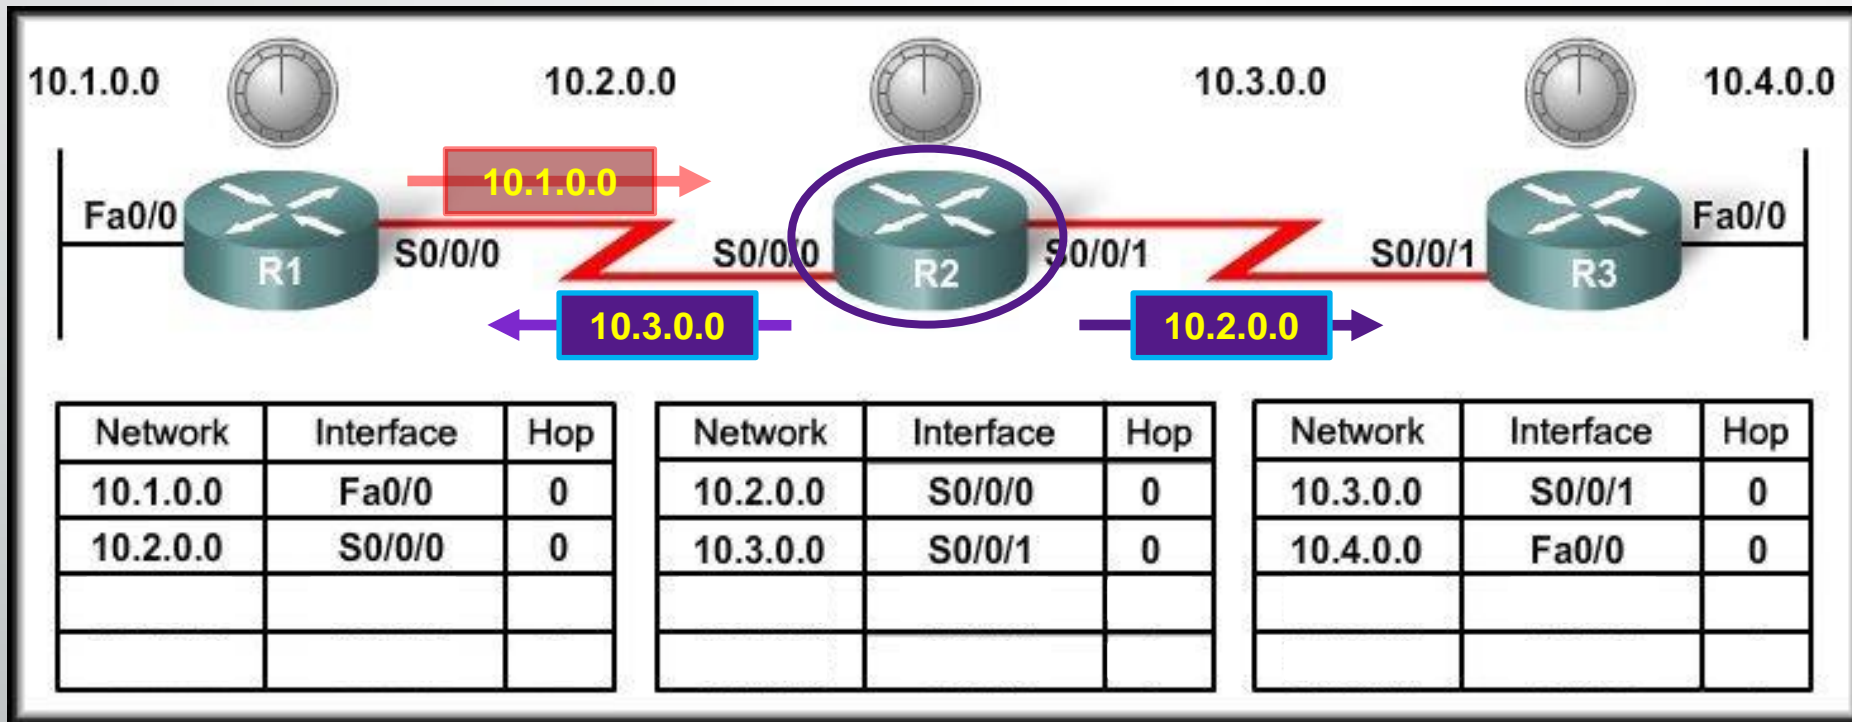 10.1.0.0 10.2.0.0 10.3.0.0 10.4.0.0
10.1.0.0
Fa0/0 S0/0/0 S0/0/0 S0/0/1 S0/0/1 Fa0/0
R1 R2 R3
10.3.0.0 10.2.0.0
Network Interface Hop
10.1.0.0 Fa0/0 0
10.2.0.0 S0/0/0 0
Network Interface Hop
10.2.0.0 S0/0/0 0
10.3.0.0 S0/0/1 0
Network Interface Hop
10.3.0.0 S0/0/1 0
10.4.0.0 Fa0/0 0